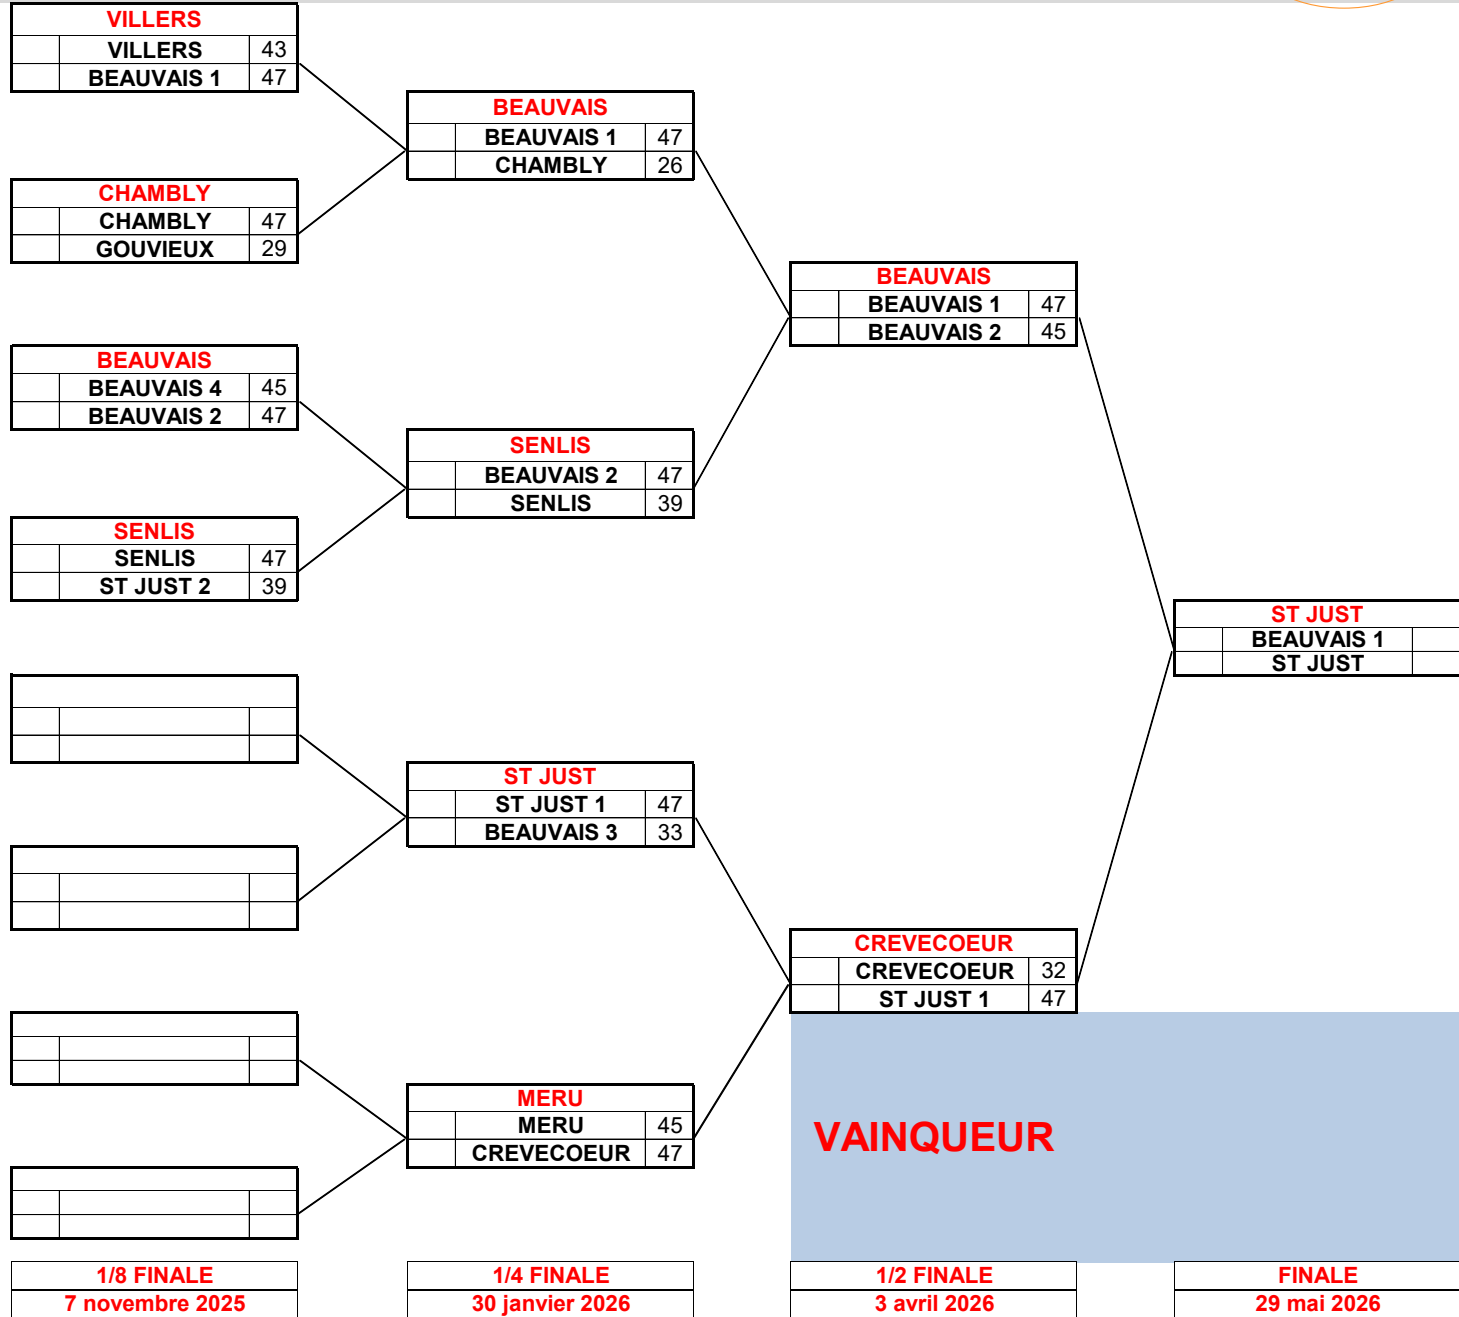 VILLERS
VILLERS 43
BEAUVAIS 1 47
CHAMBLY
CHAMBLY 47
GOUVIEUX 29
BEAUVAIS
BEAUVAIS 4 45
BEAUVAIS 2 47
SENLIS
SENLIS 47
ST JUST 2 39
BEAUVAIS
BEAUVAIS 1 47
CHAMBLY 26
SENLIS
BEAUVAIS 2 47
SENLIS 39
ST JUST
ST JUST 1 47
BEAUVAIS 3 33
MERU
MERU 45
CREVECOEUR 47
BEAUVAIS
BEAUVAIS 1 47
BEAUVAIS 2 45
CREVECOEUR
CREVECOEUR 32
ST JUST 1 47
ST JUST
BEAUVAIS 1
ST JUST
VAINQUEUR
1/8 FINALE
7 novembre 2025
1/4 FINALE
30 janvier 2026
1/2 FINALE
3 avril 2026
FINALE
29 mai 2026